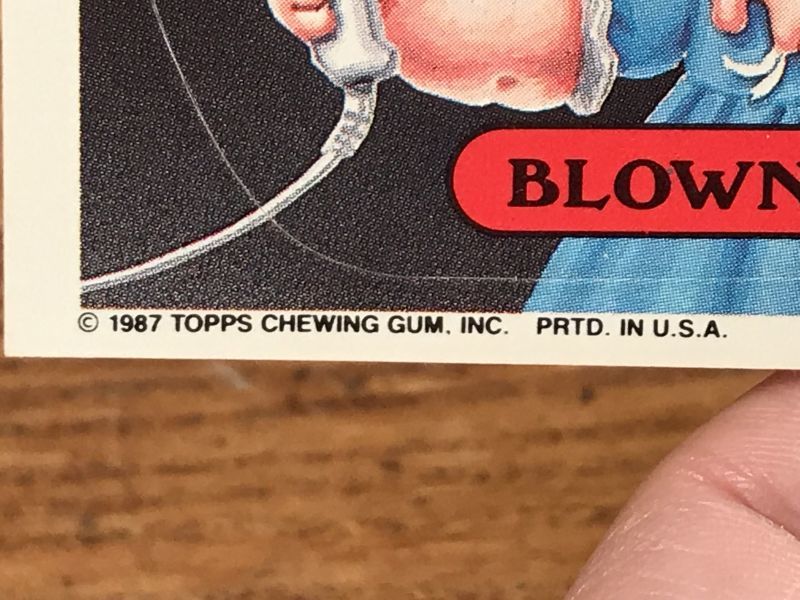 BLOWN
© 1987 TOPPS CHEWING GUM, INC. PRTD. IN U.S.A.